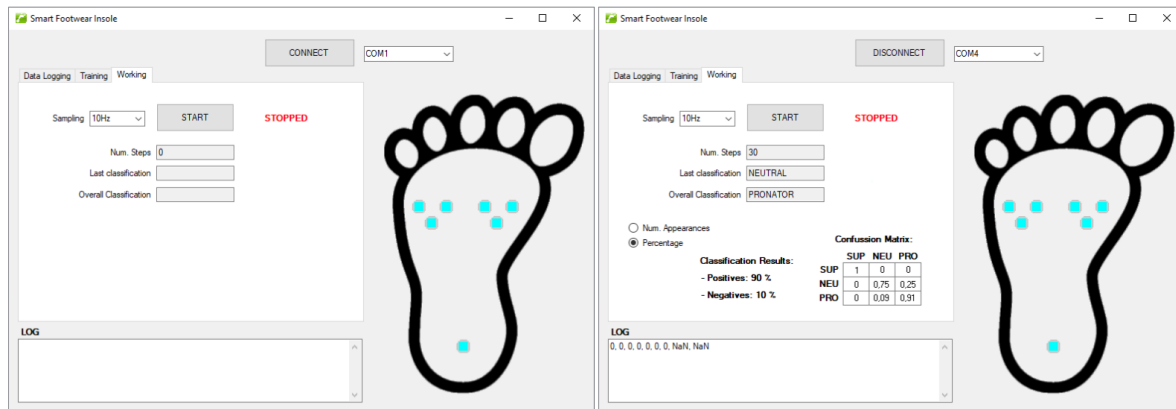 Smart Footwear Insole
CONNECT COM1
Data Logging Training Working
Sampling 10Hz START STOPPED
Num. Steps 0
Last classification
Overall Classification
LOG
Smart Footwear Insole
DISCONNECT COM4
Data Logging Training Working
Sampling 10Hz START STOPPED
Num. Steps 30
Last classification NEUTRAL
Overall Classification PRONATOR
Num. Appearances
Percentage
Classification Results:
- Positives: 90 %
- Negatives: 10 %
Confussion Matrix:
SUP NEU PRO
SUP 1 0 0
NEU 0 0,75 0,25
PRO 0 0,09 0,91
LOG
0, 0, 0, 0, 0, 0, 0, NaN, NaN